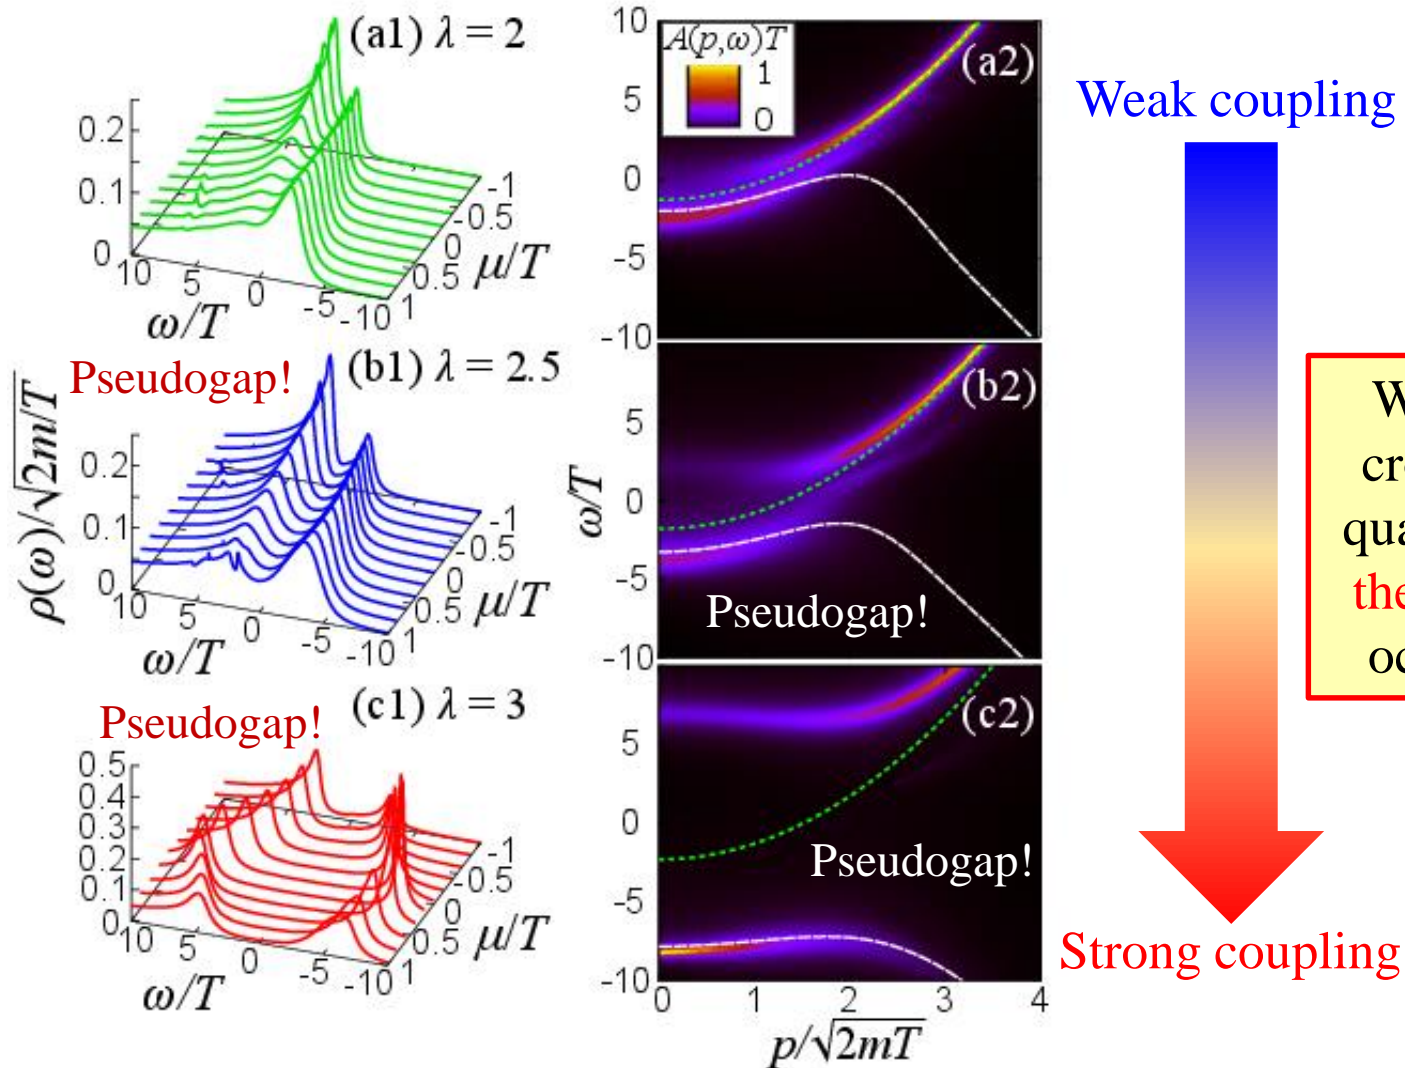 (a1) λ = 2
0.2
0.1
0
10
5
0
-5
-10
ω/T
1
0.5
0
-0.5
-1
μ/T
Pseudogap!
(b1) λ = 2.5
ρ(ω)/√2m/T
0.2
0.1
0
10
5
0
-5
-10
ω/T
1
0.5
0
-0.5
-1
μ/T
Pseudogap!
(c1) λ = 3
0.5
0.4
0.3
0.2
0.1
0
10
5
0
-5
-10
ω/T
1
0.5
0
-0.5
-1
μ/T
A(p,ω)T
1
0
(a2)
10
5
0
-5
-10
(b2)
5
0
-5
-10
ω/T
Pseudogap!
(c2)
5
0
-5
-10
Pseudogap!
0 1 2 3 4
p/√2mT
Weak coupling
cr
qua
the
oc
Strong coupling